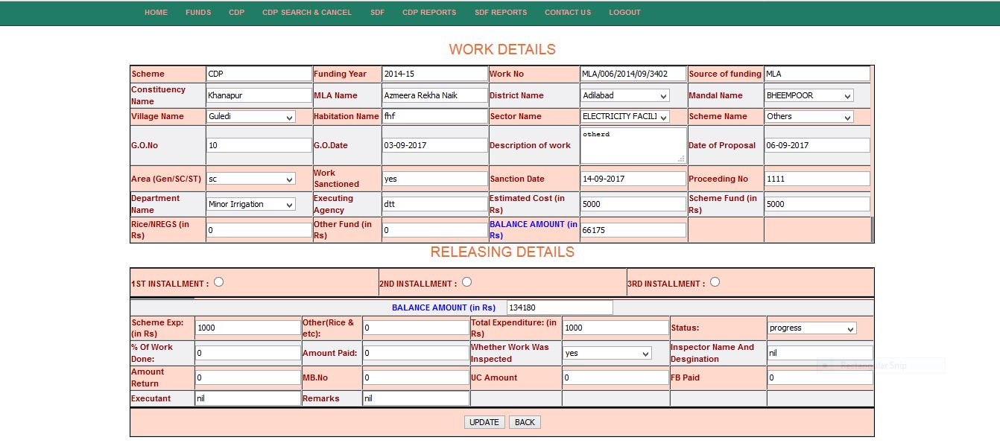 HOME FUNDS CDP CDP SEARCH & CANCEL SDF CDP REPORTS SDF REPORTS CONTACT US LOGOUT
WORK DETAILS
Scheme CDP Funding Year 2014-15 Work No MLA/006/2014/09/3402 Source of funding MLA
Constituency Name Khanapur MLA Name Azmeera Rekha Naik District Name Adilabad Mandal Name BHEEMPOOR
Village Name Guledi Habitation Name fhf Sector Name ELECTRICITY FACILI Scheme Name Others
G.O.No 10 G.O.Date 03-09-2017 Description of work otherd Date of Proposal 06-09-2017
Area (Gen/SC/ST) sc Work Sanctioned yes Sanction Date 14-09-2017 Proceeding No 1111
Department Name Minor Irrigation Executing Agency dtt Estimated Cost (in Rs) 5000 Scheme Fund (in Rs) 5000
Rice/NREGS (in Rs) 0 Other Fund (in Rs) 0 BALANCE AMOUNT (in Rs) 66175
RELEASING DETAILS
1ST INSTALLMENT : 2ND INSTALLMENT : 3RD INSTALLMENT :
BALANCE AMOUNT (in Rs) 134180
Scheme Exp: (in Rs) 1000 Other(Rice & etc): 0 Total Expenditure: (in Rs) 1000 Status: progress
% Of Work Done: 0 Amount Paid: 0 Whether Work Was Inspected yes Inspector Name And Desgination nil
Rectangular Snip
Amount Return 0 MB.No 0 UC Amount 0 FB Paid 0
Executant nil Remarks nil
UPDATE BACK